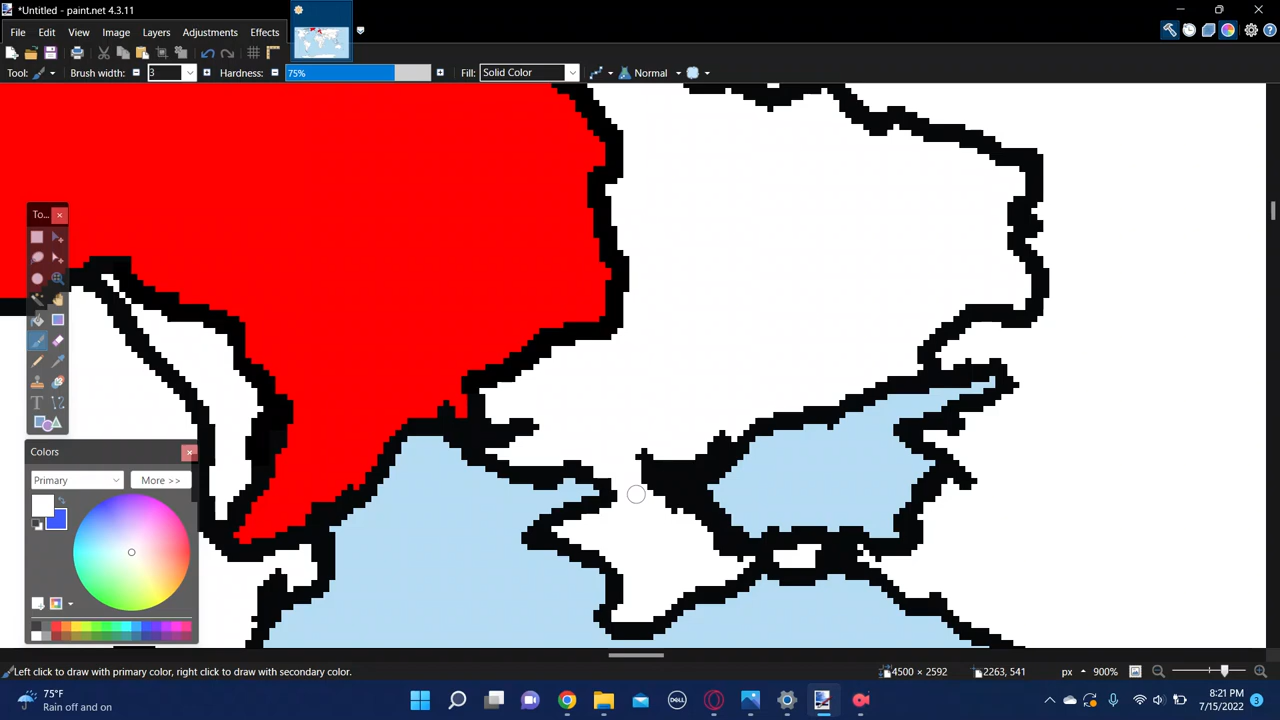 *Untitled - paint.net 4.3.11
File Edit View Image Layers Adjustments Effects
Tool: Brush width: 3 Hardness: 75% Fill: Solid Color Normal
To...
Colors
Primary More >>
Left click to draw with primary color, right click to draw with secondary color.
4500 × 2592 2263, 541 px 900%
75°F
Rain off and on
DELL
8:21 PM
7/15/2022
3